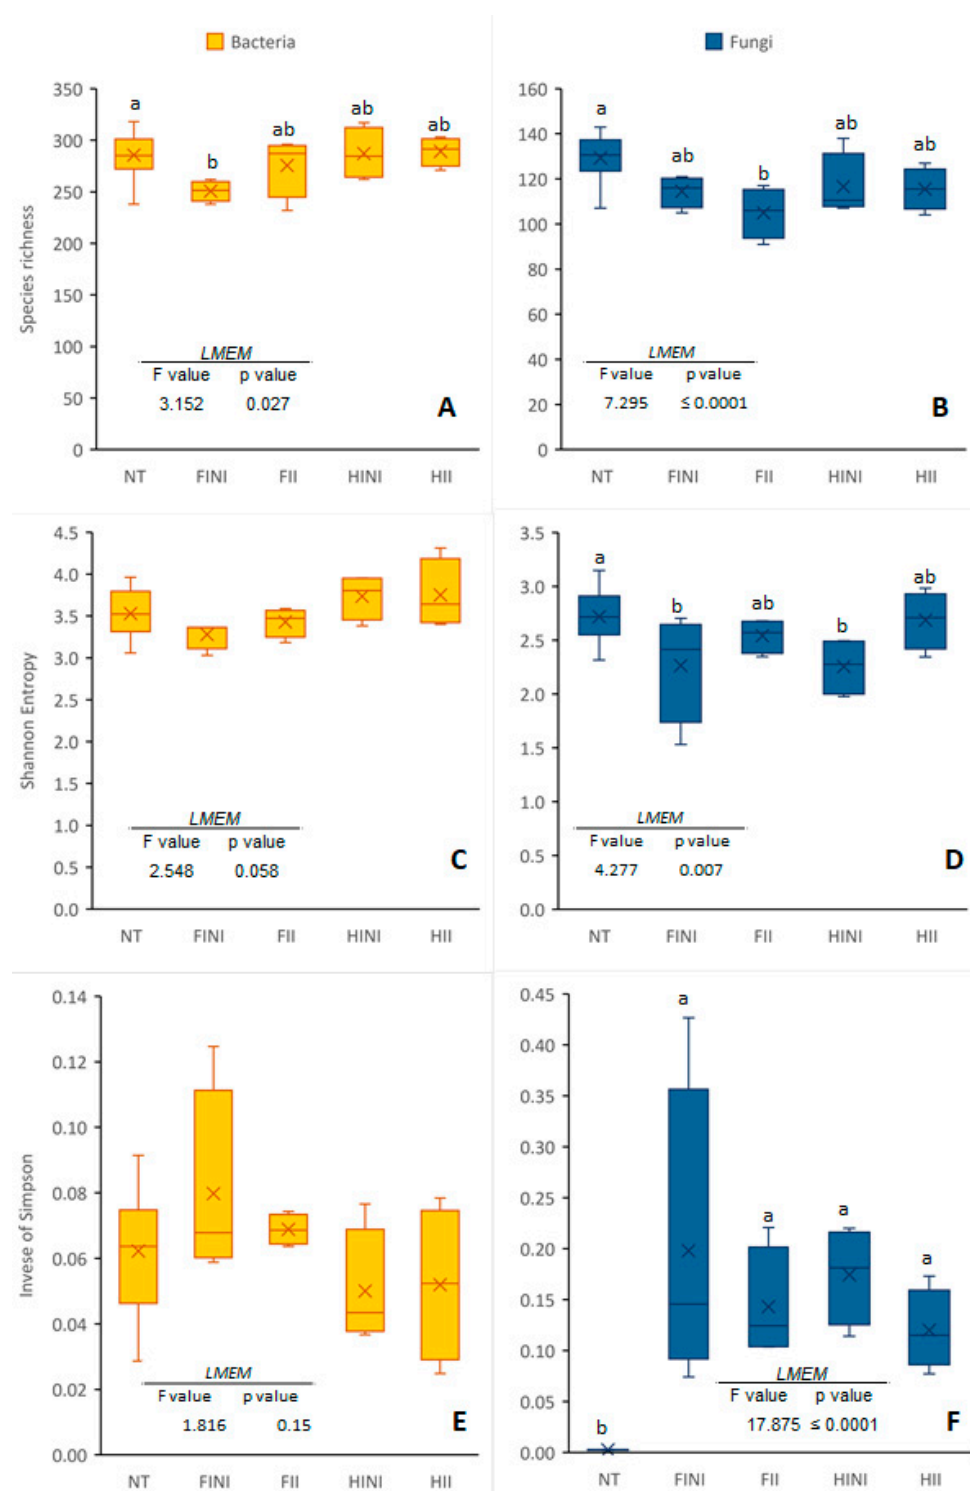 Bacteria
Fungi
350
300
250
200
150
100
50
0
Species richness
a
b
ab
ab
ab
LMEM
F value p value
3.152 0.027
A
NT FINI FII HINI HII
160
140
120
100
80
60
40
20
0
a
ab
b
ab
ab
LMEM
F value p value
7.295 ≤ 0.0001
B
NT FINI FII HINI HII
4.5
4.0
3.5
3.0
2.5
2.0
1.5
1.0
0.5
0.0
Shannon Entropy
LMEM
F value p value
2.548 0.058
C
NT FINI FII HINI HII
3.5
3.0
2.5
2.0
1.5
1.0
0.5
0.0
a
b
ab
b
ab
LMEM
F value p value
4.277 0.007
D
NT FINI FII HINI HII
0.14
0.12
0.10
0.08
0.06
0.04
0.02
0.00
Invese of Simpson
LMEM
F value p value
1.816 0.15
E
NT FINI FII HINI HII
0.45
0.40
0.35
0.30
0.25
0.20
0.15
0.10
0.05
0.00
b
a
a
a
a
LMEM
F value p value
17.875 ≤ 0.0001
F
NT FINI FII HINI HII